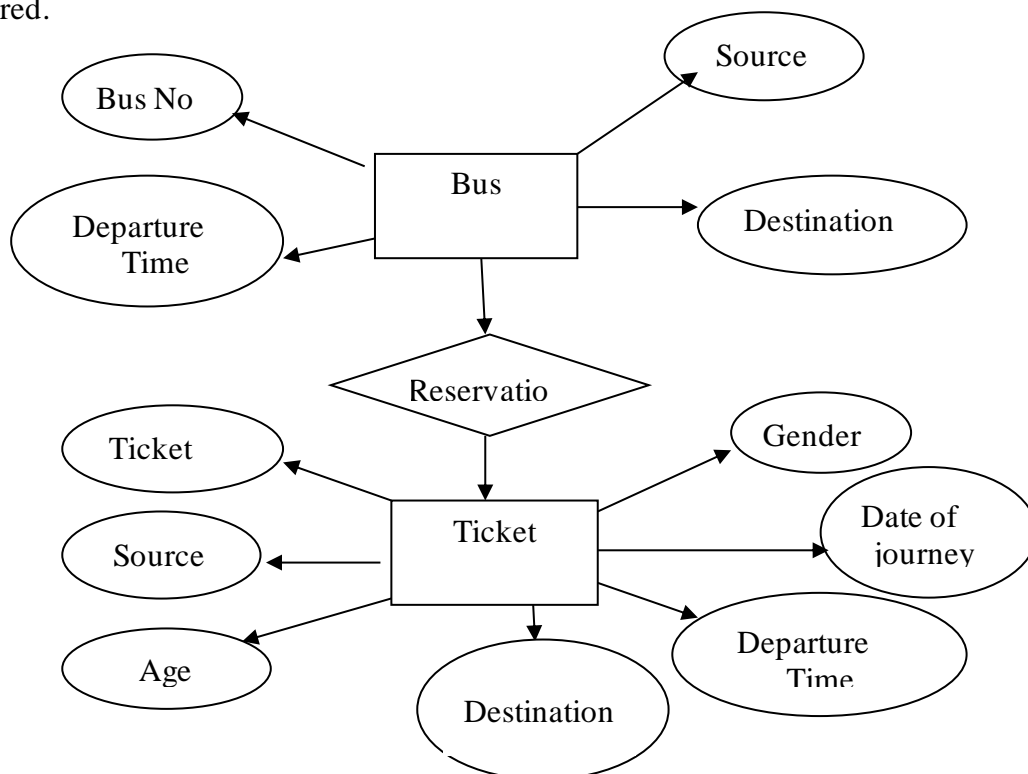 red.
Source
Bus No
Bus
Departure
Time
Destination
Reservatio
Ticket
Gender
Source
Ticket
Date of
journey
Age
Departure
Time
Destination